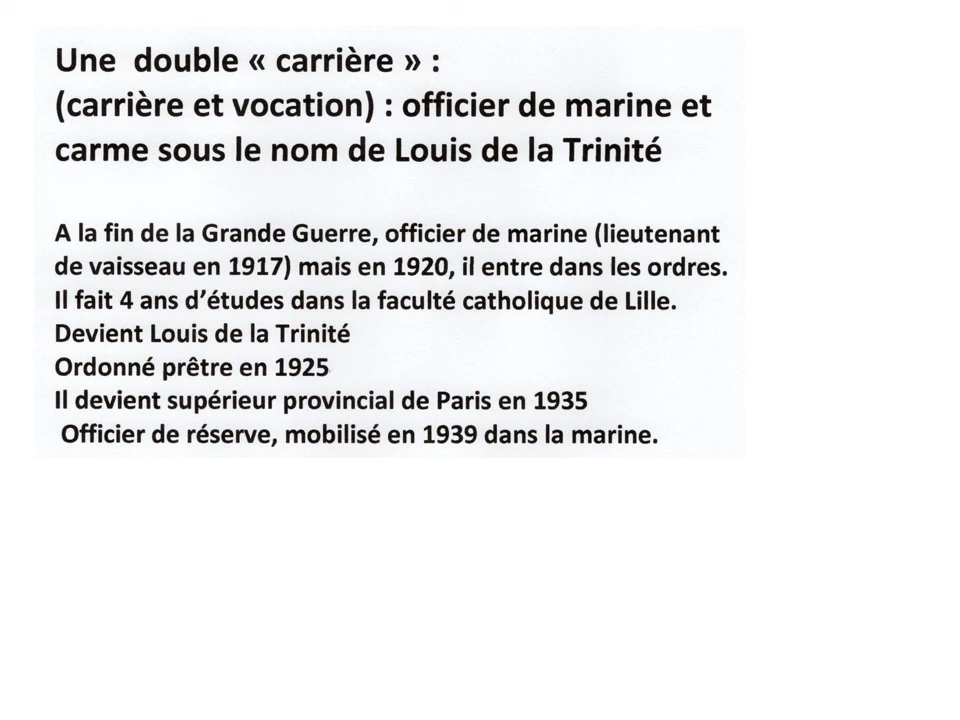 Une  double « carrière » :
(carrière et vocation) : officier de marine et
carme sous le nom de Louis de la Trinité
A la fin de la Grande Guerre, officier de marine (lieutenant
de vaisseau en 1917) mais en 1920, il entre dans les ordres.
Il fait 4 ans d’études dans la faculté catholique de Lille.
Devient Louis de la Trinité
Ordonné prêtre en 1925
Il devient supérieur provincial de Paris en 1935
Officier de réserve, mobilisé en 1939 dans la marine.